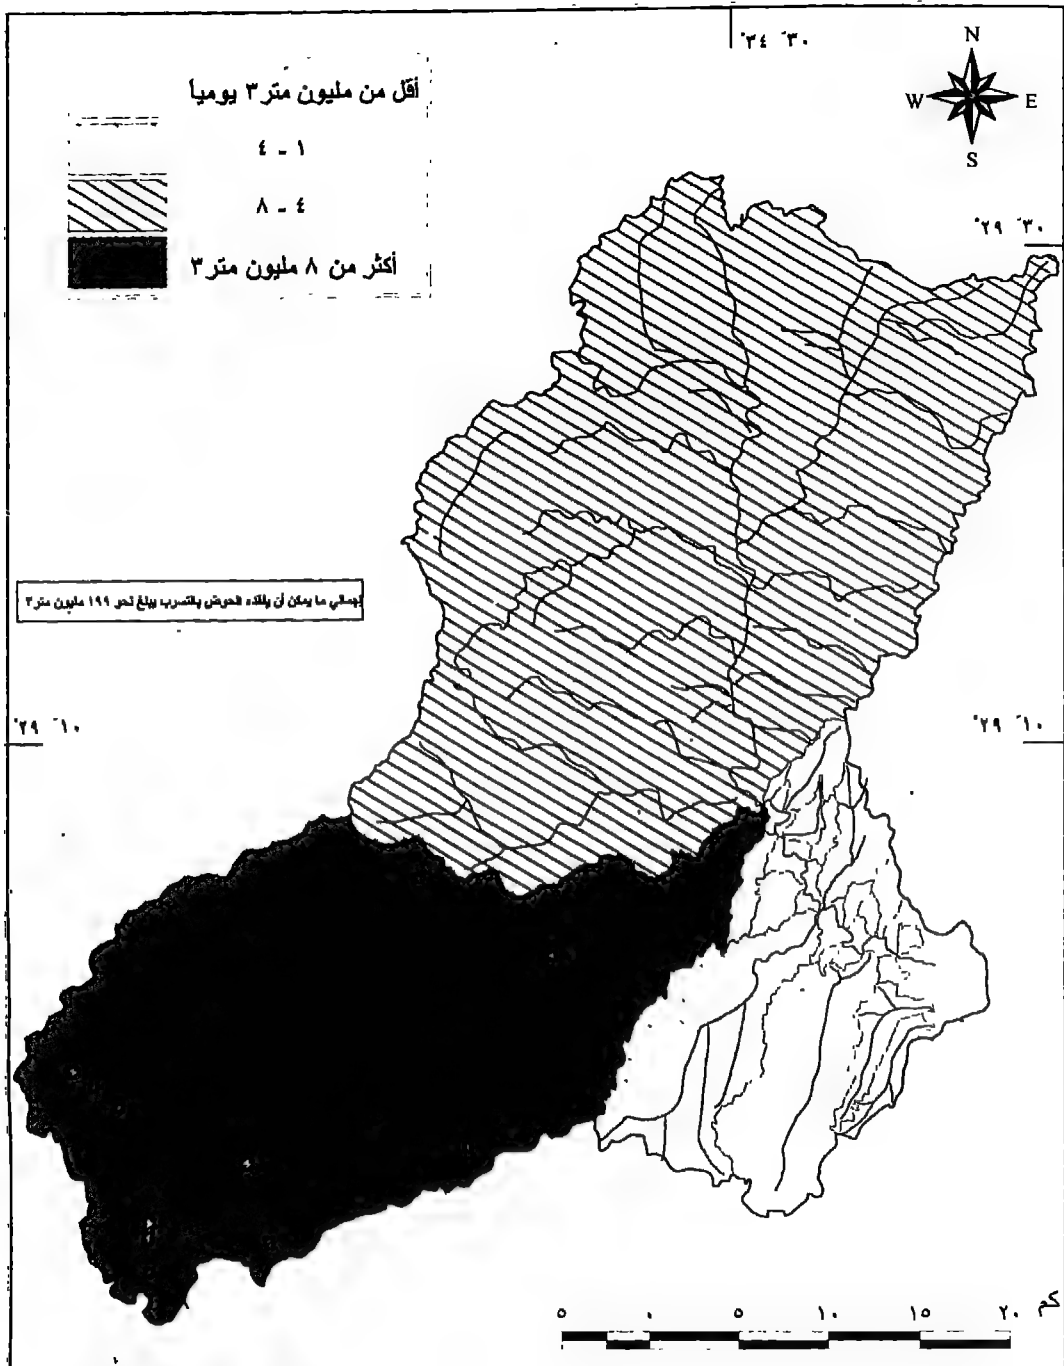 ٣٤° ٣٠َ
N
W E
S
أقل من مليون متر٣ يومياً
١ - ٤
٤ - ٨
أكثر من ٨ مليون متر٣
٢٩° ٣٠َ
إجمالي ما يمكن أن يفقده الحوض بالتسرب يبلغ نحو ١٩٩ مليون متر٣
٢٩° ١٠َ
٢٩° ١٠َ
٥ ٠ ٥ ١٠ ١٥ ٢٠ كم